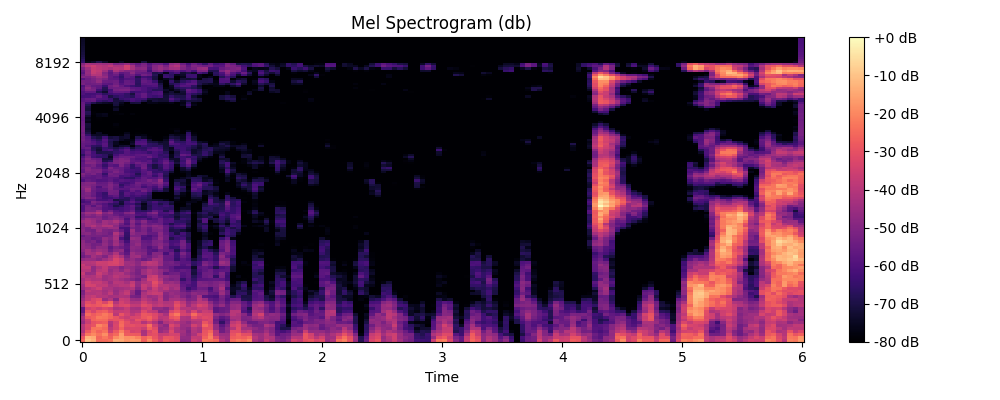 Mel Spectrogram (db)
8192
4096
2048
1024
512
0
Hz
0 1 2 3 4 5 6
Time
+0 dB
-10 dB
-20 dB
-30 dB
-40 dB
-50 dB
-60 dB
-70 dB
-80 dB